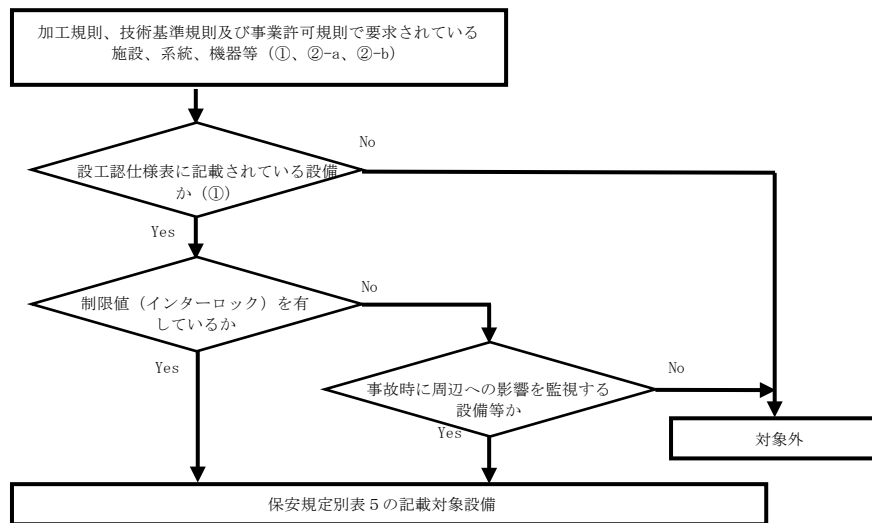 加工規則、技術基準規則及び事業許可規則で要求されている
施設、系統、機器等（①、②-a、②-b）
No
設工認仕様表に記載されている設備
か（①）
Yes
No
制限値（インターロック）を有
しているか
Yes
No
事故時に周辺への影響を監視する
設備等か
Yes
対象外
保安規定別表５の記載対象設備